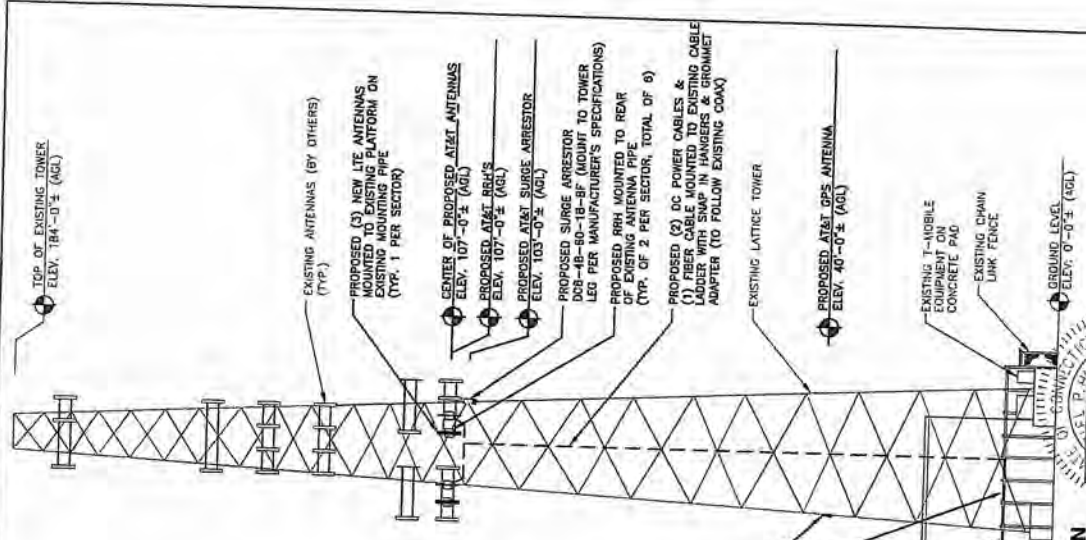 TOP OF EXISTING TOWER
ELEV. 184'-0"± (AGL)
EXISTING ANTENNAS (BY OTHERS)
(TYP.)
PROPOSED (3) NEW LTE ANTENNAS
MOUNTED TO EXISTING PLATFORM ON
EXISTING MOUNTING PIPE
(TYP. 1 PER SECTOR)
CENTER OF PROPOSED AT&T ANTENNAS
ELEV. 107'-0"± (AGL)
PROPOSED AT&T RRH'S
ELEV. 107'-0"± (AGL)
PROPOSED AT&T SURGE ARRESTOR
ELEV. 103'-0"± (AGL)
PROPOSED SURGE ARRESTOR
DC6-48-60-18-8F (MOUNT TO TOWER
LEG PER MANUFACTURER'S SPECIFICATIONS)
PROPOSED RRH MOUNTED TO REAR
OF EXISTING ANTENNA PIPE
(TYP. OF 2 PER SECTOR, TOTAL OF 6)
PROPOSED (2) DC POWER CABLES &
(1) FIBER CABLE MOUNTED TO EXISTING CABLE
LADDER WITH SNAP IN HANGERS & GROMMET
ADAPTER (TO FOLLOW EXISTING COAX)
EXISTING LATTICE TOWER
PROPOSED AT&T GPS ANTENNA
ELEV. 40'-0"± (AGL)
EXISTING T-MOBILE
EQUIPMENT ON
CONCRETE PAD
EXISTING CHAIN
LINK FENCE
GROUND LEVEL
ELEV. 0'-0"± (AGL)
OF CONNECTIC
N